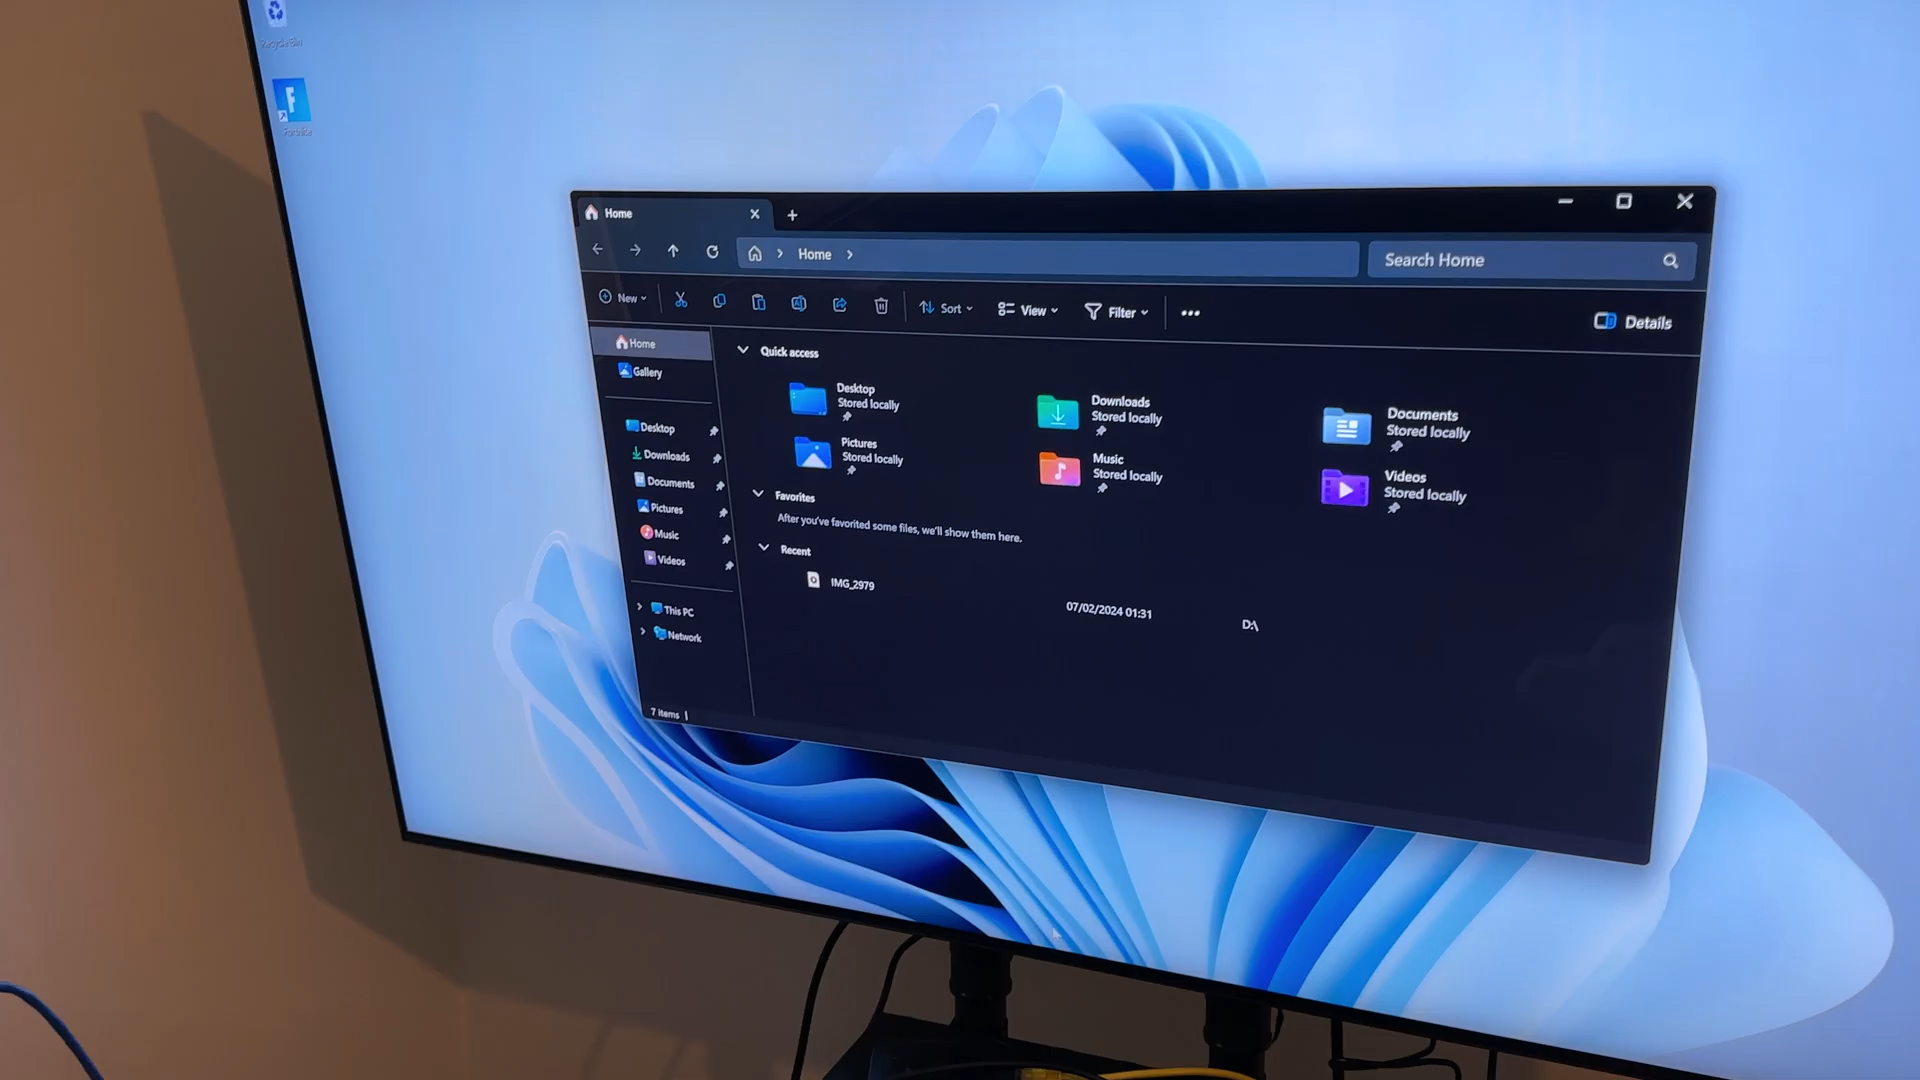 Recycle Bin
F
Fortnite
Home
Home
Search Home
New
Sort
View
Filter
Details
Home
Gallery
Desktop
Downloads
Documents
Pictures
Music
Videos
This PC
Network
Quick access
Desktop
Stored locally
Downloads
Stored locally
Documents
Stored locally
Pictures
Stored locally
Music
Stored locally
Videos
Stored locally
Favorites
After you've favorited some files, we'll show them here.
Recent
IMG_2979
07/02/2024 01:31
D:\
7 items